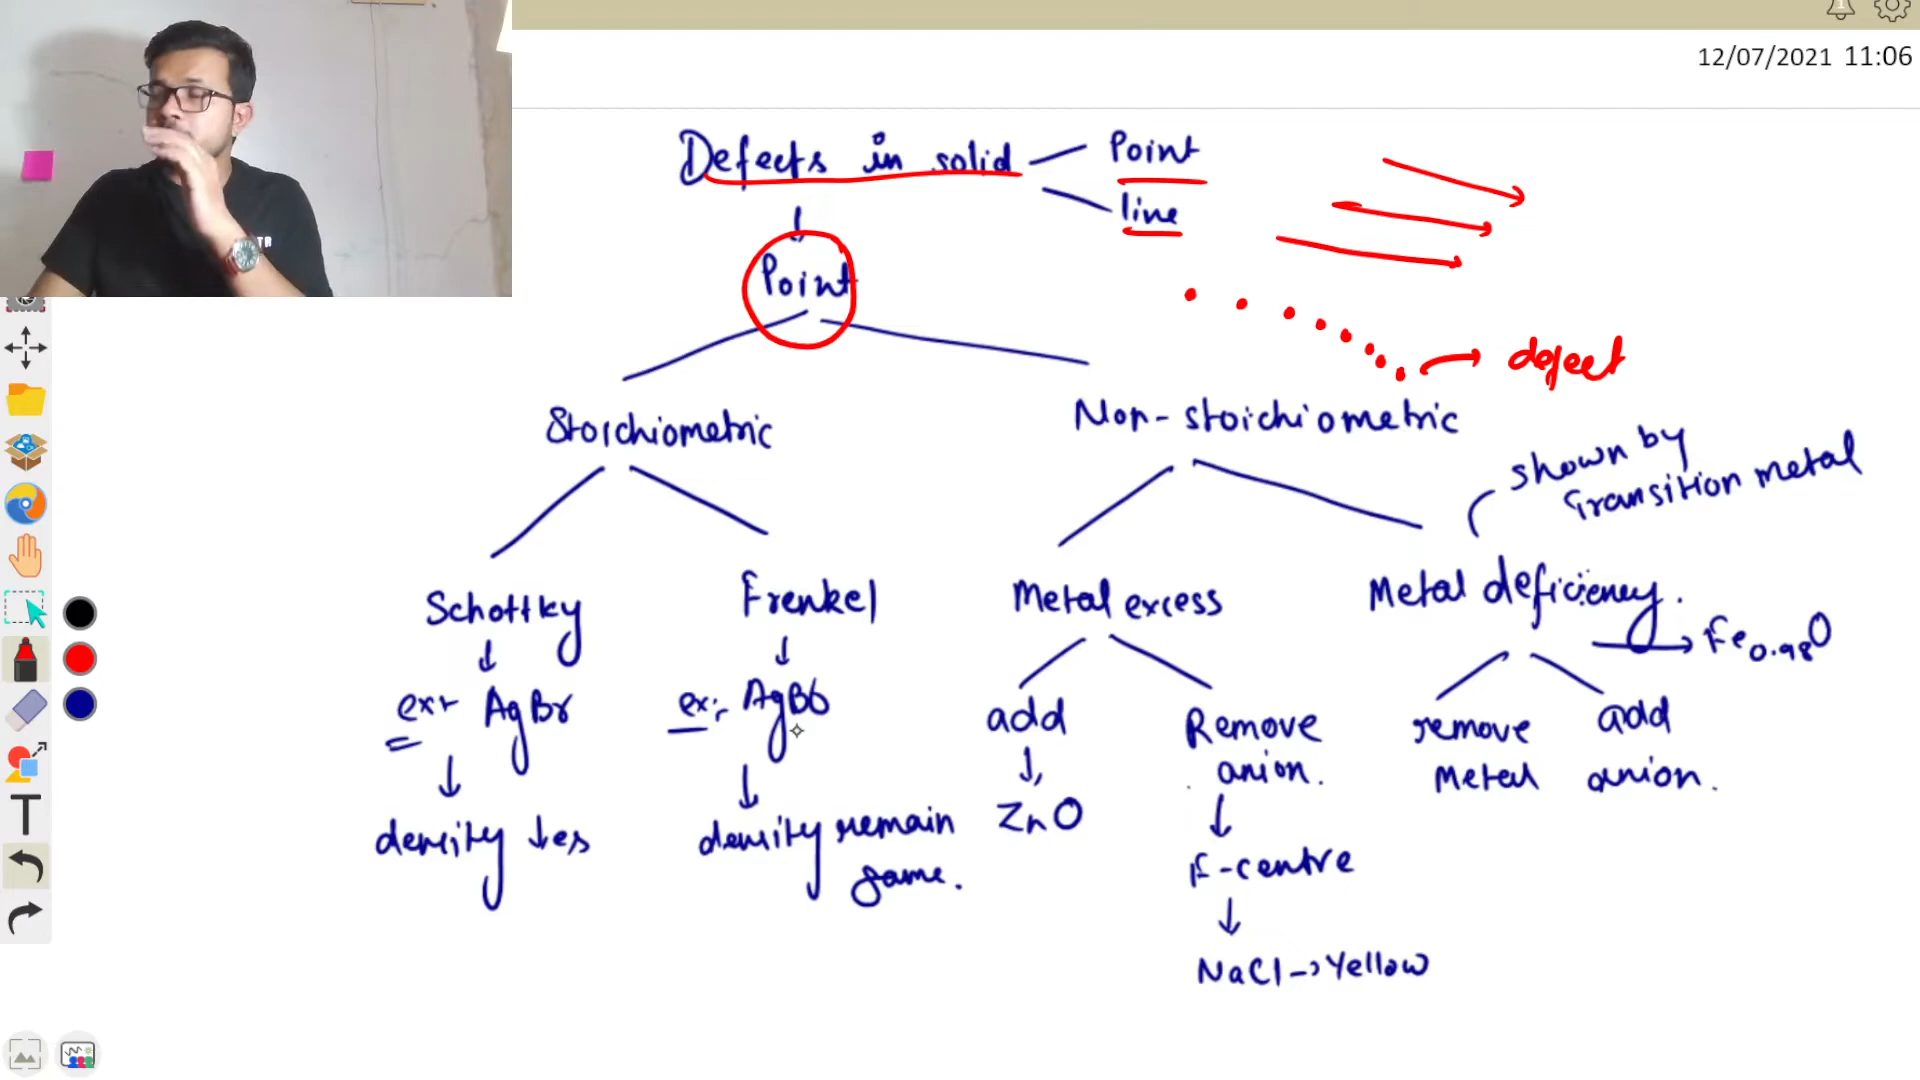 12/07/2021 11:06
Defects in solid
Point
line
Point
defect
Stoichiometric
Non-stoichiometric
shown by
Transition metal
Schottky
Frenkel
Metal excess
Metal deficiency.
Fe0.98O
ex:- AgBr
ex:- AgBr
add
Remove
anion.
remove
Metal
add
anion.
density ↓es
density remain
same.
ZnO
F-centre
NaCl → Yellow
T